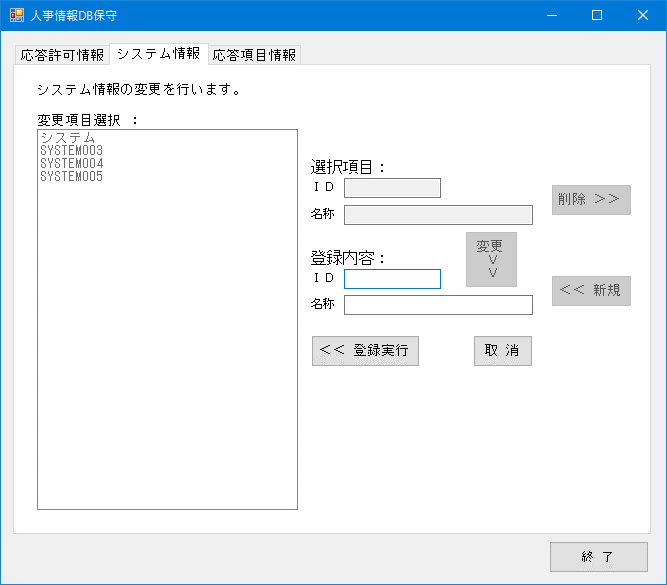 人事情報DB保守
応答許可情報 システム情報 応答項目情報
システム情報の変更を行います。
変更項目選択 :
システム
SYSTEM003
SYSTEM004
SYSTEM005
選択項目:
ID
名称
削除 >>
変更
V
V
登録内容:
ID
名称
<< 新規
<< 登録実行
取 消
終 了